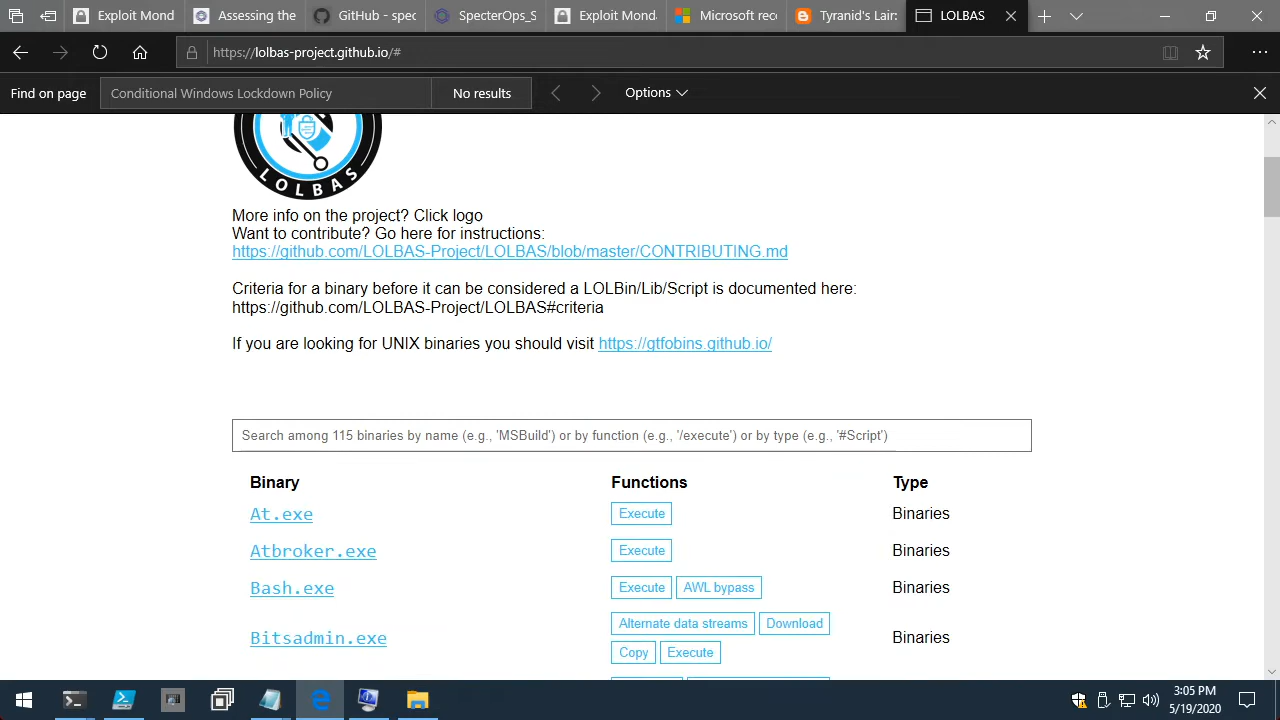 Exploit Mond
Assessing the
GitHub - spec
SpecterOps_S
Exploit Monda
Microsoft reco
Tyranid's Lair:
LOLBAS
https://lolbas-project.github.io/#
Find on page
Conditional Windows Lockdown Policy
No results
Options
LOLBAS
More info on the project? Click logo
Want to contribute? Go here for instructions:
https://github.com/LOLBAS-Project/LOLBAS/blob/master/CONTRIBUTING.md
Criteria for a binary before it can be considered a LOLBin/Lib/Script is documented here:
https://github.com/LOLBAS-Project/LOLBAS#criteria
If you are looking for UNIX binaries you should visit https://gtfobins.github.io/
Search among 115 binaries by name (e.g., 'MSBuild') or by function (e.g., '/execute') or by type (e.g., '#Script')
Binary Functions Type
At.exe Execute Binaries
Atbroker.exe Execute Binaries
Bash.exe Execute AWL bypass Binaries
Bitsadmin.exe Alternate data streams Download Binaries
Copy Execute
3:05 PM
5/19/2020